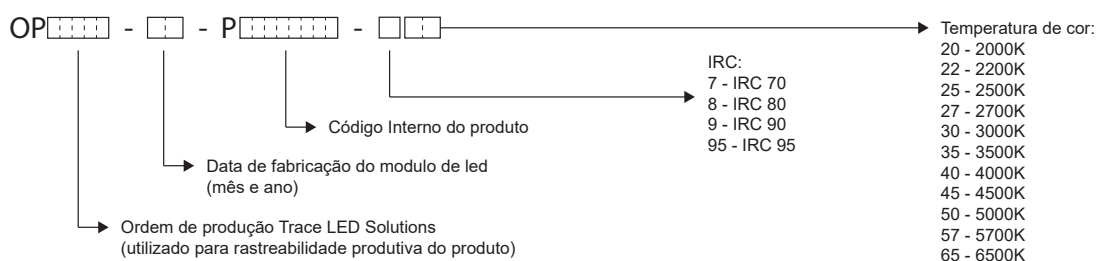 OP - - P -
Temperatura de cor:
20 - 2000K
22 - 2200K
25 - 2500K
27 - 2700K
30 - 3000K
35 - 3500K
40 - 4000K
45 - 4500K
50 - 5000K
57 - 5700K
65 - 6500K
IRC:
7 - IRC 70
8 - IRC 80
9 - IRC 90
95 - IRC 95
Código Interno do produto
Data de fabricação do modulo de led
(mês e ano)
Ordem de produção Trace LED Solutions
(utilizado para rastreabilidade produtiva do produto)